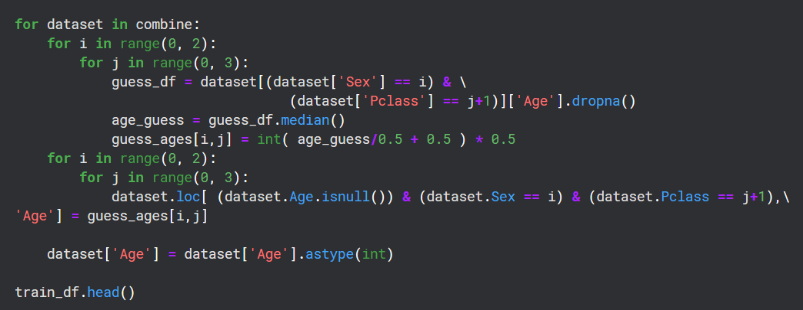 for dataset in combine:
    for i in range(0, 2):
        for j in range(0, 3):
            guess_df = dataset[(dataset['Sex'] == i) & \
                                  (dataset['Pclass'] == j+1)]['Age'].dropna()
            age_guess = guess_df.median()
            guess_ages[i,j] = int( age_guess/0.5 + 0.5 ) * 0.5
    for i in range(0, 2):
        for j in range(0, 3):
            dataset.loc[ (dataset.Age.isnull()) & (dataset.Sex == i) & (dataset.Pclass == j+1),\
'Age'] = guess_ages[i,j]
    dataset['Age'] = dataset['Age'].astype(int)
train_df.head()